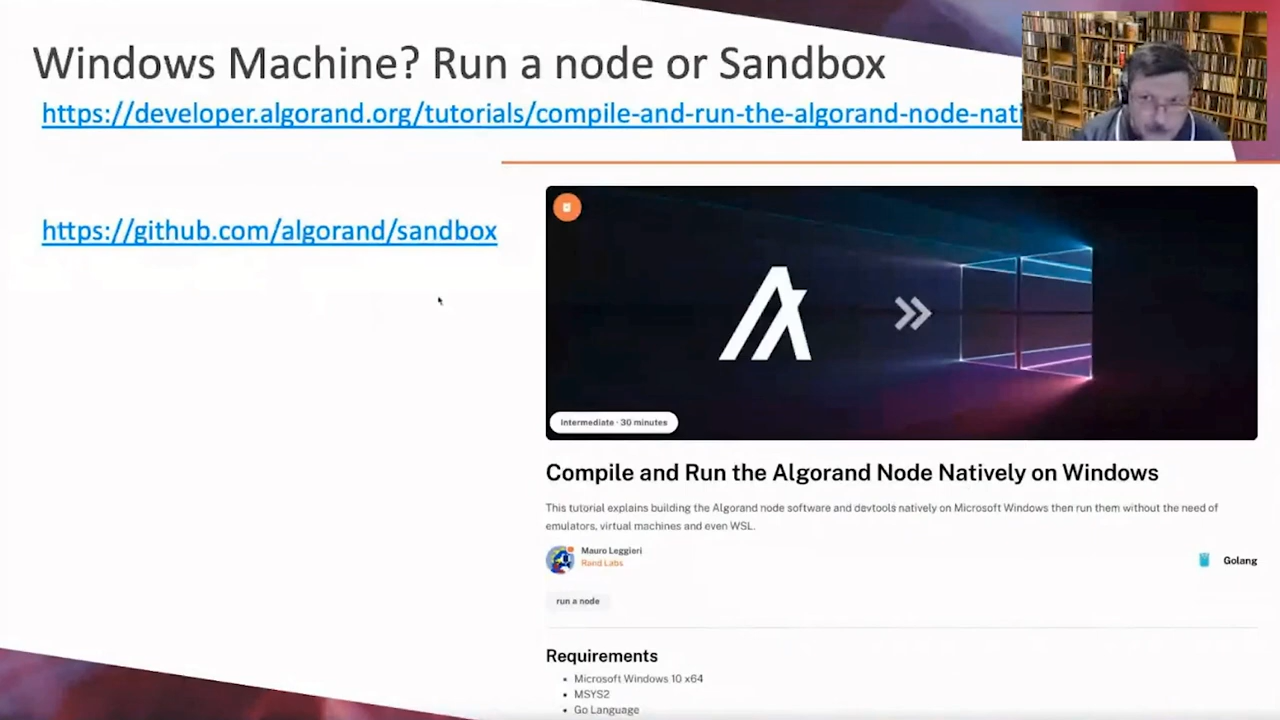 Windows Machine? Run a node or Sandbox
https://developer.algorand.org/tutorials/compile-and-run-the-algorand-node-nati
https://github.com/algorand/sandbox
Intermediate · 30 minutes
Compile and Run the Algorand Node Natively on Windows
This tutorial explains building the Algorand node software and devtools natively on Microsoft Windows then run them without the need of
emulators, virtual machines and even WSL.
Mauro Leggieri
Rand Labs
Golang
run a node
Requirements
Microsoft Windows 10 x64
MSYS2
Go Language